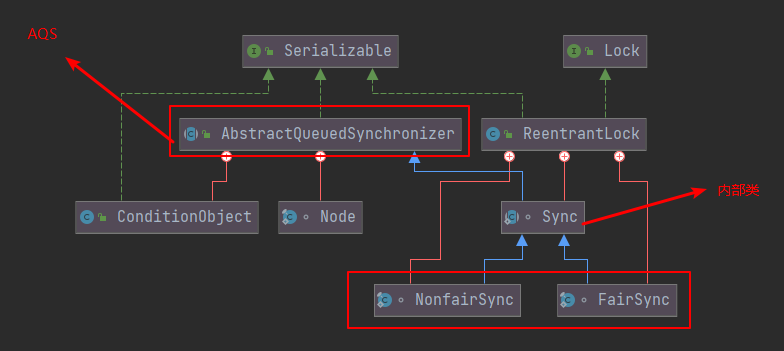 AQS
Serializable
Lock
AbstractQueuedSynchronizer
ReentrantLock
ConditionObject
Node
Sync
内部类
NonfairSync
FairSync